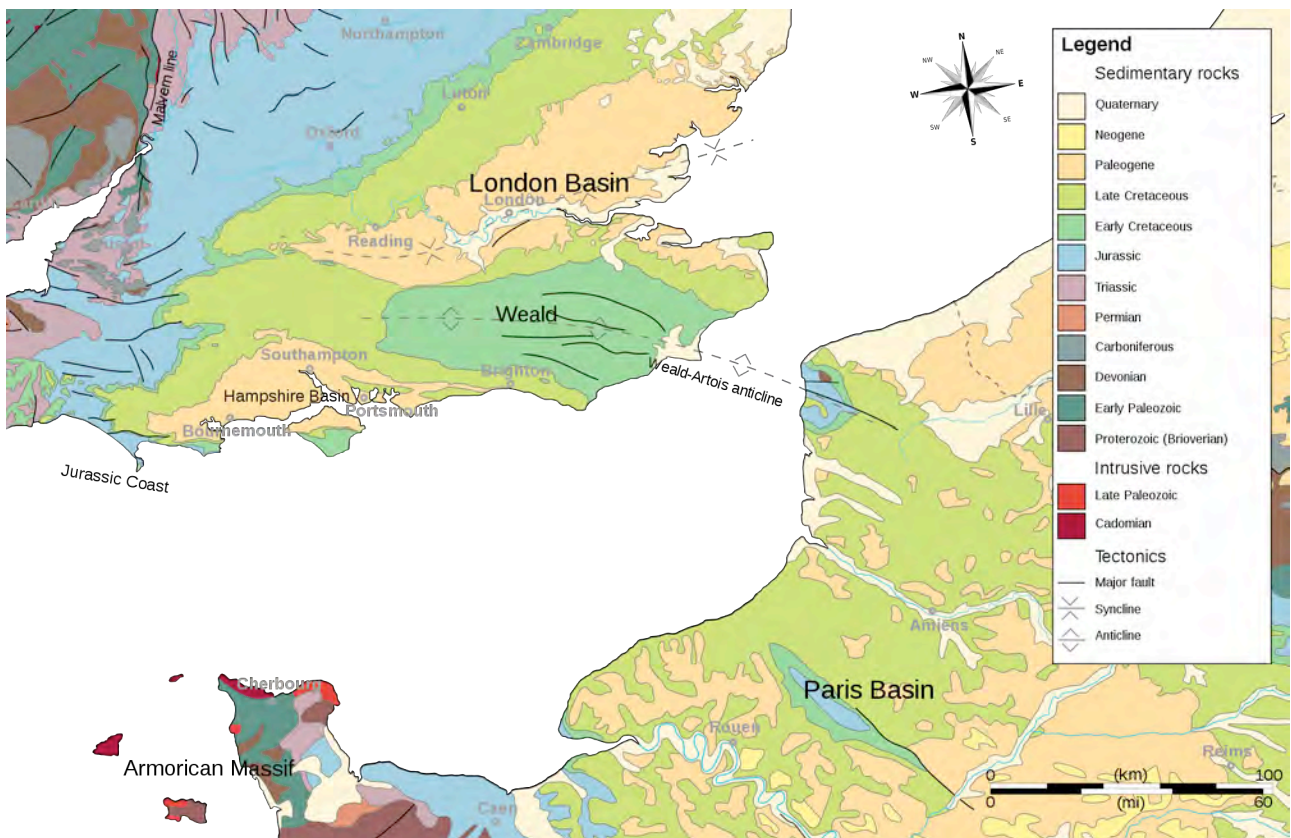 Northampton
Cambridge
Malvern line
Luton
Oxford
London Basin
London
Reading
Weald
Southampton
Brighton
Weald-Artois anticline
Hampshire Basin
Portsmouth
Bournemouth
Jurassic Coast
Lille
Amiens
Cherbourg
Paris Basin
Rouen
Reims
Armorican Massif
Caen
N
NE
E
SE
S
SW
W
NW
Legend
Sedimentary rocks
Quaternary
Neogene
Paleogene
Late Cretaceous
Early Cretaceous
Jurassic
Triassic
Permian
Carboniferous
Devonian
Early Paleozoic
Proterozoic (Brioverian)
Intrusive rocks
Late Paleozoic
Cadomian
Tectonics
Major fault
Syncline
Anticline
0 (km) 100
0 (mi) 60